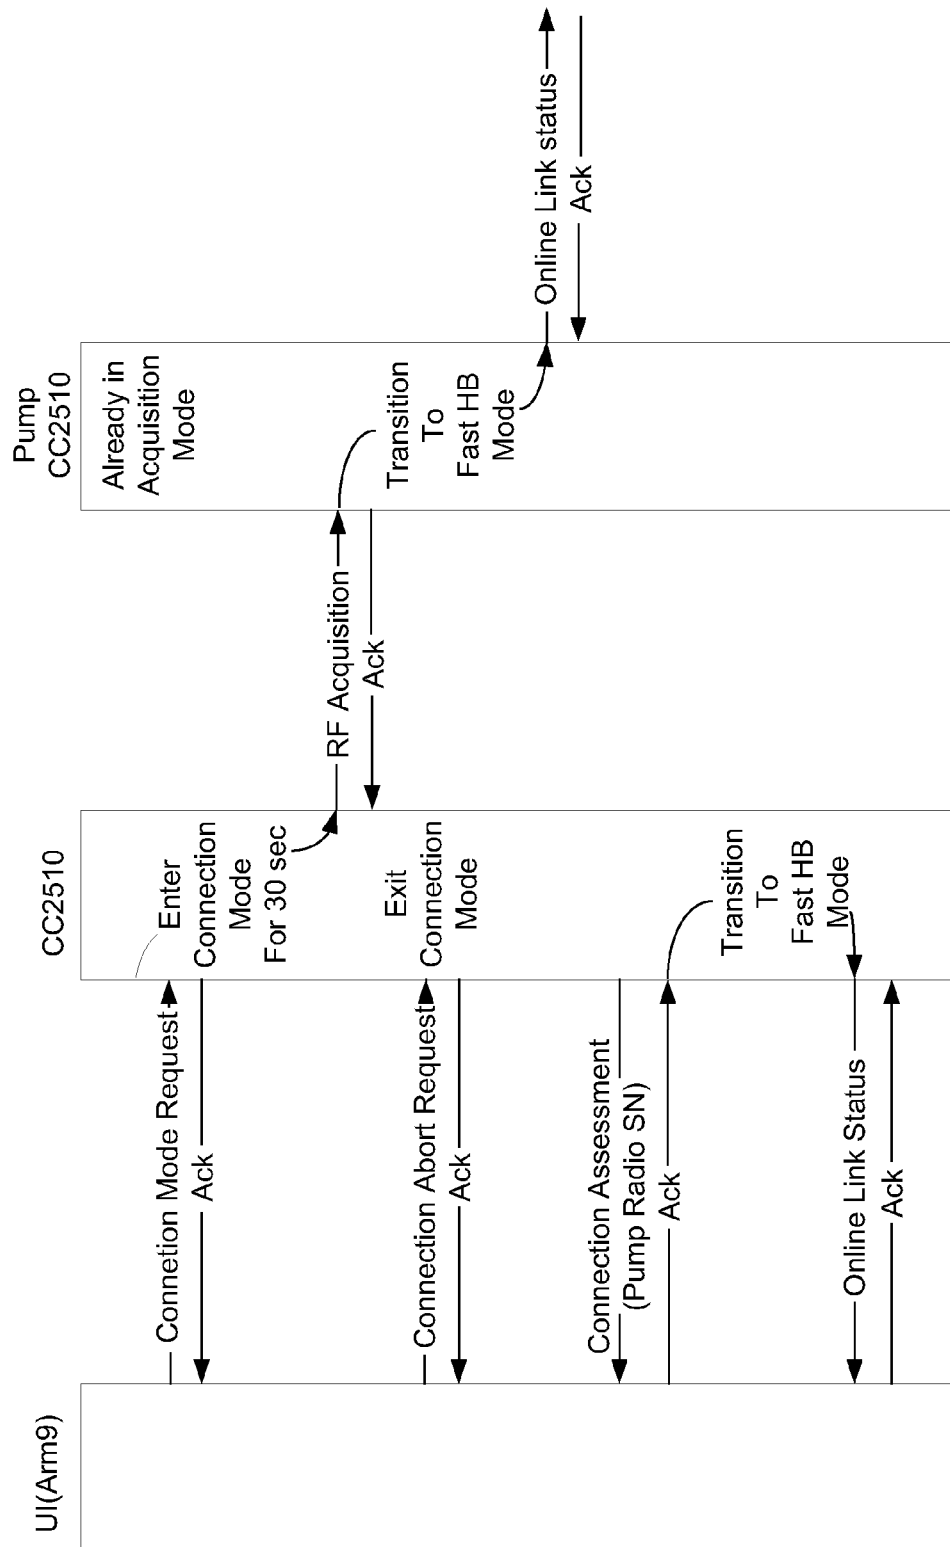 UI(Arm9)
CC2510
Pump
CC2510
Connetion Mode Request
Ack
Enter
Connection
Mode
For 30 sec
RF Acquisition
Ack
Already in
Acquisition
Mode
Transition
To
Fast HB
Mode
Online Link status
Ack
Connection Abort Request
Ack
Exit
Connection
Mode
Connection Assessment
(Pump Radio SN)
Ack
Transition
To
Fast HB
Mode
Online Link Status
Ack